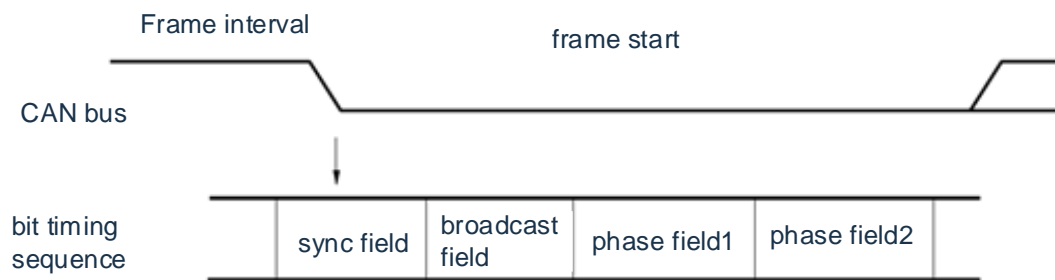 Frame interval
frame start
CAN bus
bit timing
sequence
sync field
broadcast
field
phase field1
phase field2